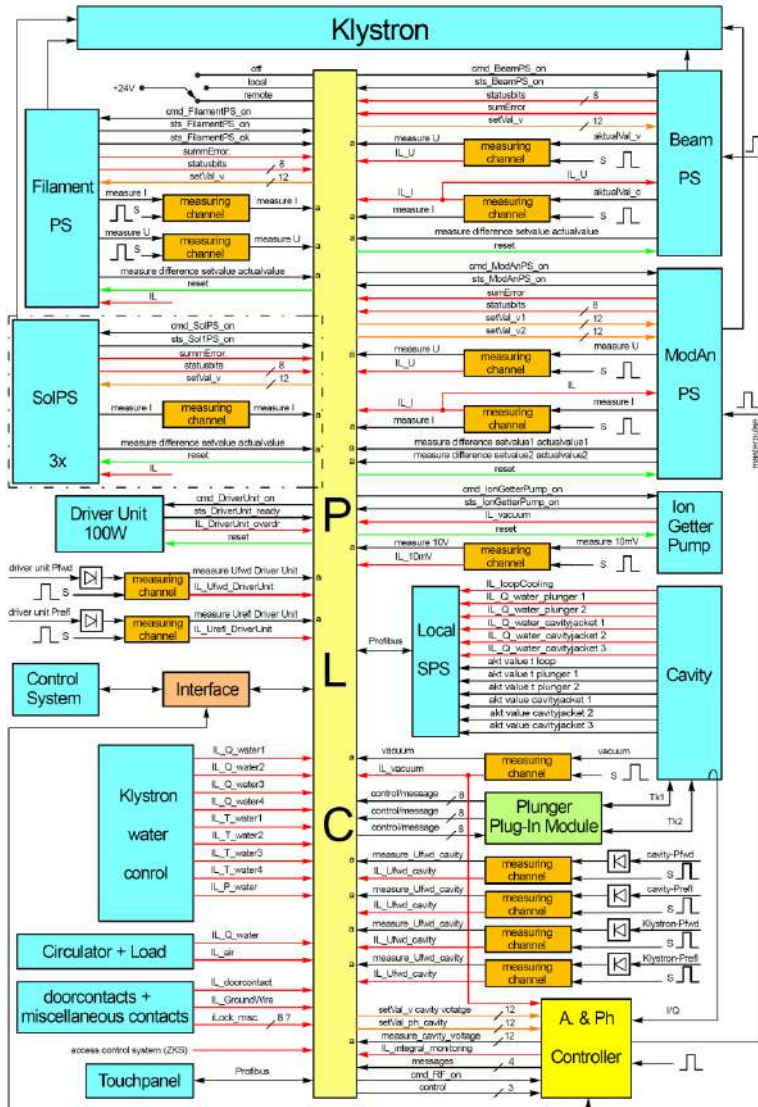 Klystron
off
local
+24V
remote
cmd_FilamentPS_on
sts_FilamentPS_on
sts_FilamentPS_ok
summError
statusbits
8
setVal_v
12
Filament
PS
measure I
S
measuring
channel
measure I
a
measure U
S
measuring
channel
measure U
a
measure difference setvalue actualvalue
a
reset
IL
cmd_SolPS_on
sts_Sol1PS_on
summError
statusbits
8
setVal_v
12
SolPS
3x
measure I
measuring
channel
measure I
a
measure difference setvalue actualvalue
a
reset
IL
Driver Unit
100W
cmd_DriverUnit_on
sts_DriverUnit_ready
IL_DriverUnit_overdr
reset
driver unit Pfwd
S
measuring
channel
measure Ufwd Driver Unit
a
IL_Ufwd_DriverUnit
driver unit Prefl
S
measuring
channel
measure Urefl Driver Unit
a
IL_Urefl_DriverUnit
Control
System
Interface
Klystron
water
conrol
IL_Q_water1
IL_Q_water2
IL_Q_water3
IL_Q_water4
IL_T_water1
IL_T_water2
IL_T_water3
IL_T_water4
IL_P_water
Circulator + Load
IL_Q_water
IL_air
doorcontacts +
miscellaneous contacts
IL_doorcontact
IL_GroundWire
iLock_misc
8 ?
access control system (ZKS)
Touchpanel
Profibus
P
L
C
cmd_BeamPS_on
sts_BeamPS_on
statusbits
8
sumError
setVal_v
12
Beam
PS
a
measure U
measuring
channel
aktualVal_v
IL_U
S
IL_U
IL_I
measuring
channel
aktualVal_c
a
measure I
S
a
measure difference setvalue actualvalue
reset
cmd_ModAnPS_on
sts_ModAnPS_on
sumError
statusbits
8
setVal_v1
12
setVal_v2
12
ModAn
PS
a
measure U
measuring
channel
measure U
IL_U
S
IL
IL_I
measuring
channel
measure I
a
measure I
S
a
measure difference setvalue1 actualvalue1
a
measure difference setvalue2 actualvalue2
reset
masterpulse
cmd_IonGetterPump_on
sts_IonGetterPump_on
IL_vacuum
reset
Ion
Getter
Pump
a
measure 10V
measuring
channel
measure 10mV
IL_10mV
S
Profibus
Local
SPS
IL_loopCooling
IL_Q_water_plunger 1
IL_Q_water_plunger 2
IL_Q_water_cavityjacket 1
IL_Q_water_cavityjacket 2
IL_Q_water_cavityjacket 3
akt value t loop
akt value t plunger 1
akt value t plunger 2
akt value cavityjacket 1
akt value cavityjacket 2
akt value cavityjacket 3
Cavity
a
vacuum
measuring
channel
vacuum
IL_vacuum
S
control/message
8
control/message
8
control/message
8
Plunger
Plug-In Module
Tk1
Tk2
a
measure_Ufwd_cavity
measuring
channel
cavity-Pfwd
IL_Ufwd_cavity
S
a
measure_Ufwd_cavity
measuring
channel
cavity-Prefl
IL_Ufwd_cavity
S
a
measure_Ufwd_cavity
measuring
channel
Klystron-Pfwd
IL_Ufwd_cavity
S
a
measure_Ufwd_cavity
measuring
channel
Klystron-Prefl
IL_Ufwd_cavity
S
setVal_v cavity votatge
12
setVal_ph_cavity
12
a
measure_cavity_voltage
12
IL_integral_monitoring
messages
4
cmd_RF_on
control
3
A. & Ph
Controller
I/Q